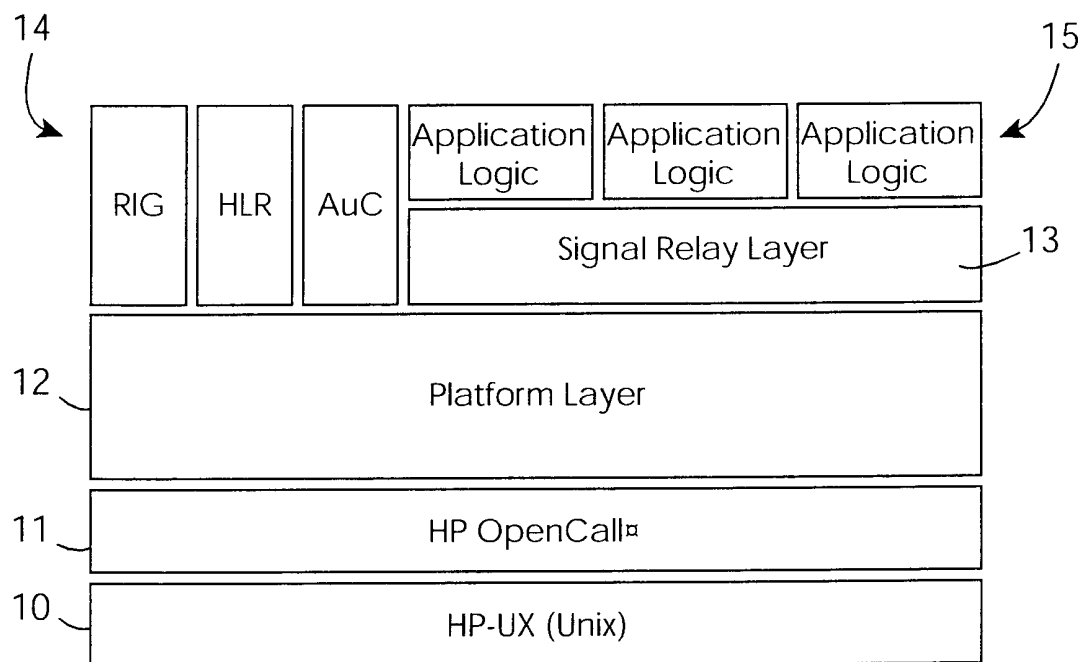 14
15
RIG
HLR
AuC
Application
Logic
Application
Logic
Application
Logic
Signal Relay Layer
13
12
Platform Layer
11
HP OpenCall¤
10
HP-UX (Unix)